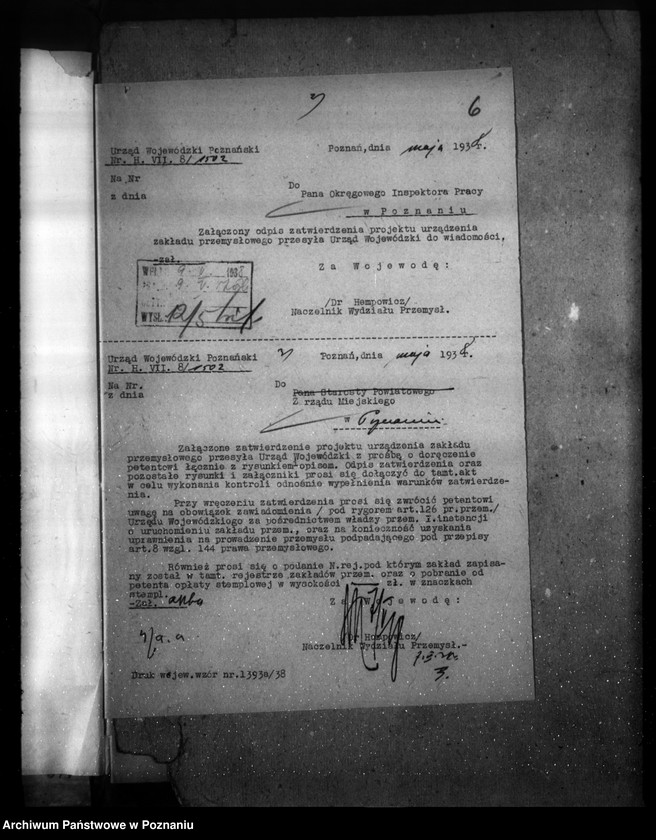 6
Urząd Wojewódzki Poznański
Nr. H. VII. 8/1502
Poznań, dnia maja 1938r.
Na Nr
z dnia
Do
Pana Okręgowego Inspektora Pracy
w Poznaniu
Załączony odpis zatwierdzenia projektu urządzenia
zakładu przemysłowego przesyła Urząd Wojewódzki do wiadomości,
-zał.
Za Wojewodę:
/Dr Hempowicz/
Naczelnik Wydziału Przemysł.
Urząd Wojewódzki Poznański
Nr. H. VII. 8/1502
Poznań, dnia maja 1938r.
Na Nr.
z dnia
Do
Pana Starosty Powiatowego
Z rządu Miejskiego
w Poznaniu
Załączone zatwierdzenie projektu urządzenia zakładu
przemysłowego przesyła Urząd Wojewódzki z prośbą o doręczenie
petentowi łącznie z rysunkiem-opisem. Odpis zatwierdzenia oraz
pozostałe rysunki i załączniki prosi się dołączyć do tamt.akt
w celu wykonania kontroli odnośnie wypełnienia warunków zatwierdze-
nia.
Przy wręczeniu zatwierdzenia prosi się zwrócić petentowi
uwagę na obowiązek zawiadomienia / pod rygorem art.126 pr.przem./
Urzędu Wojewódzkiego za pośrednictwem władzy przem. I.instancji
o uruchomieniu zakładu przem., oraz na konieczność uzyskania
uprawnienia na prowadzenie przemysłu podpadającego pod przepisy
art.8 wzgl. 144 prawa przemysłowego.
Również prosi się o podanie N.rej.pod którym zakład zapisa-
ny został w tamt. rejestrze zakładów przem. oraz o pobranie od
petenta opłaty stemplowej w wysokości zł. w znaczkach
stempl.
-Zał.
Za Wojewodę:
/Dr Hempowicz/
Naczelnik Wydziału Przemysł.-
Druk wojew.wzór nr.1393a/38
Archiwum Państwowe w Poznaniu